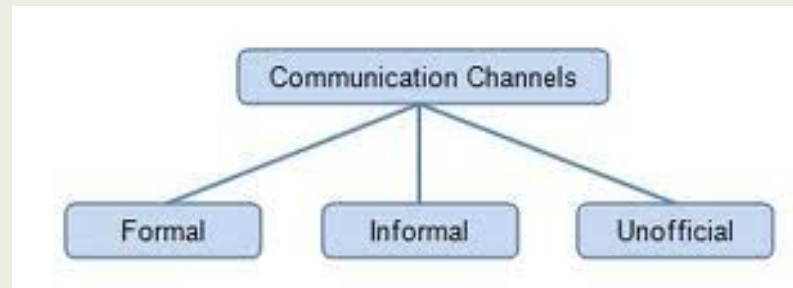 Communication Channels
Formal
Informal
Unofficial